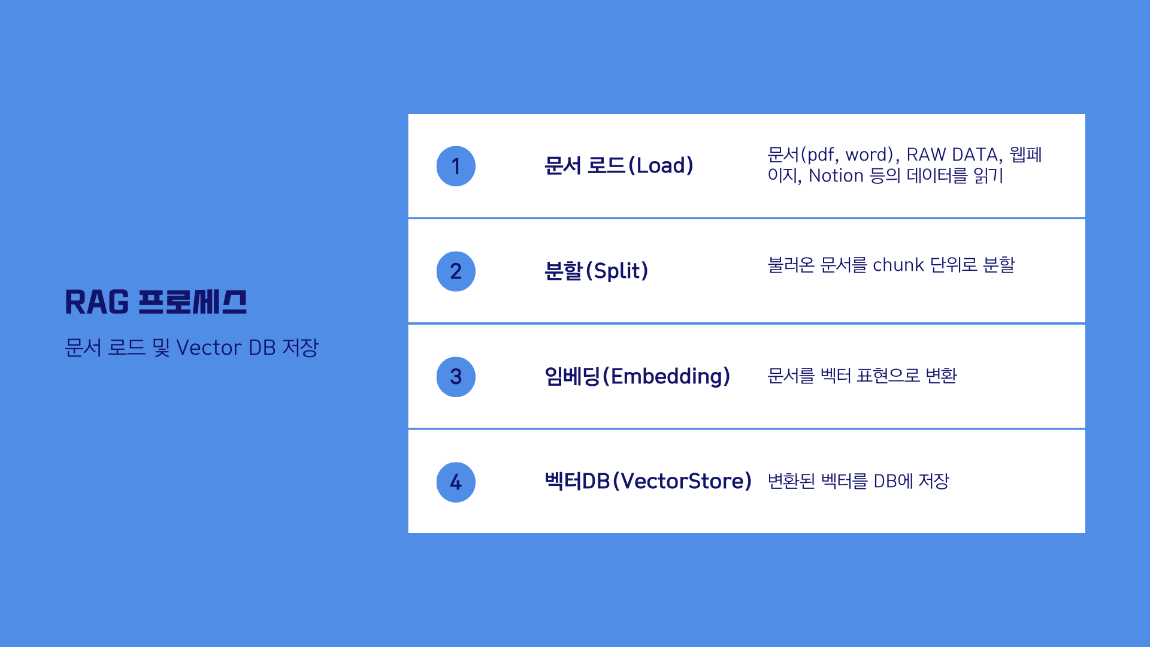 RAG 프로세스
문서 로드 및 Vector DB 저장
1
문서 로드(Load)
문서(pdf, word), RAW DATA, 웹페
이지, Notion 등의 데이터를 읽기
2
분할(Split)
불러온 문서를 chunk 단위로 분할
3
임베딩(Embedding)
문서를 벡터 표현으로 변환
4
벡터DB(VectorStore)
변환된 벡터를 DB에 저장